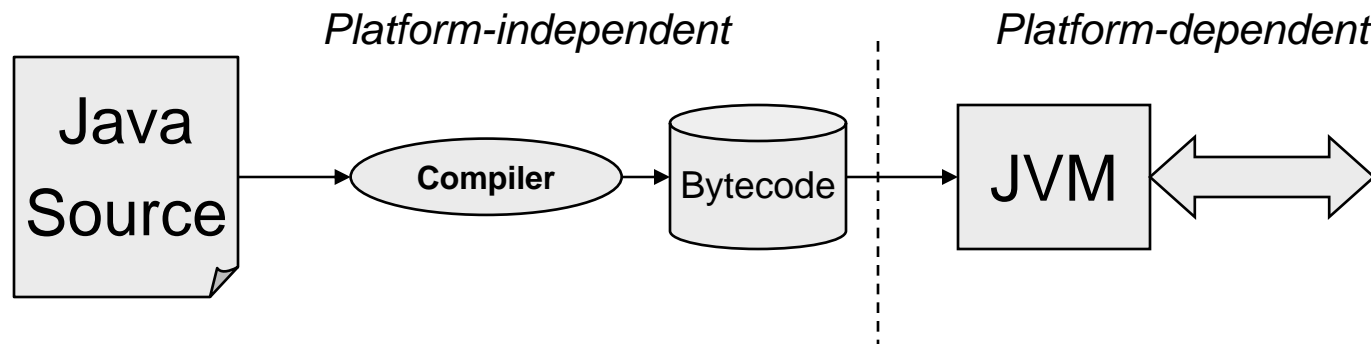 Platform-independent
Platform-dependent
Java
Source
Compiler
Bytecode
JVM